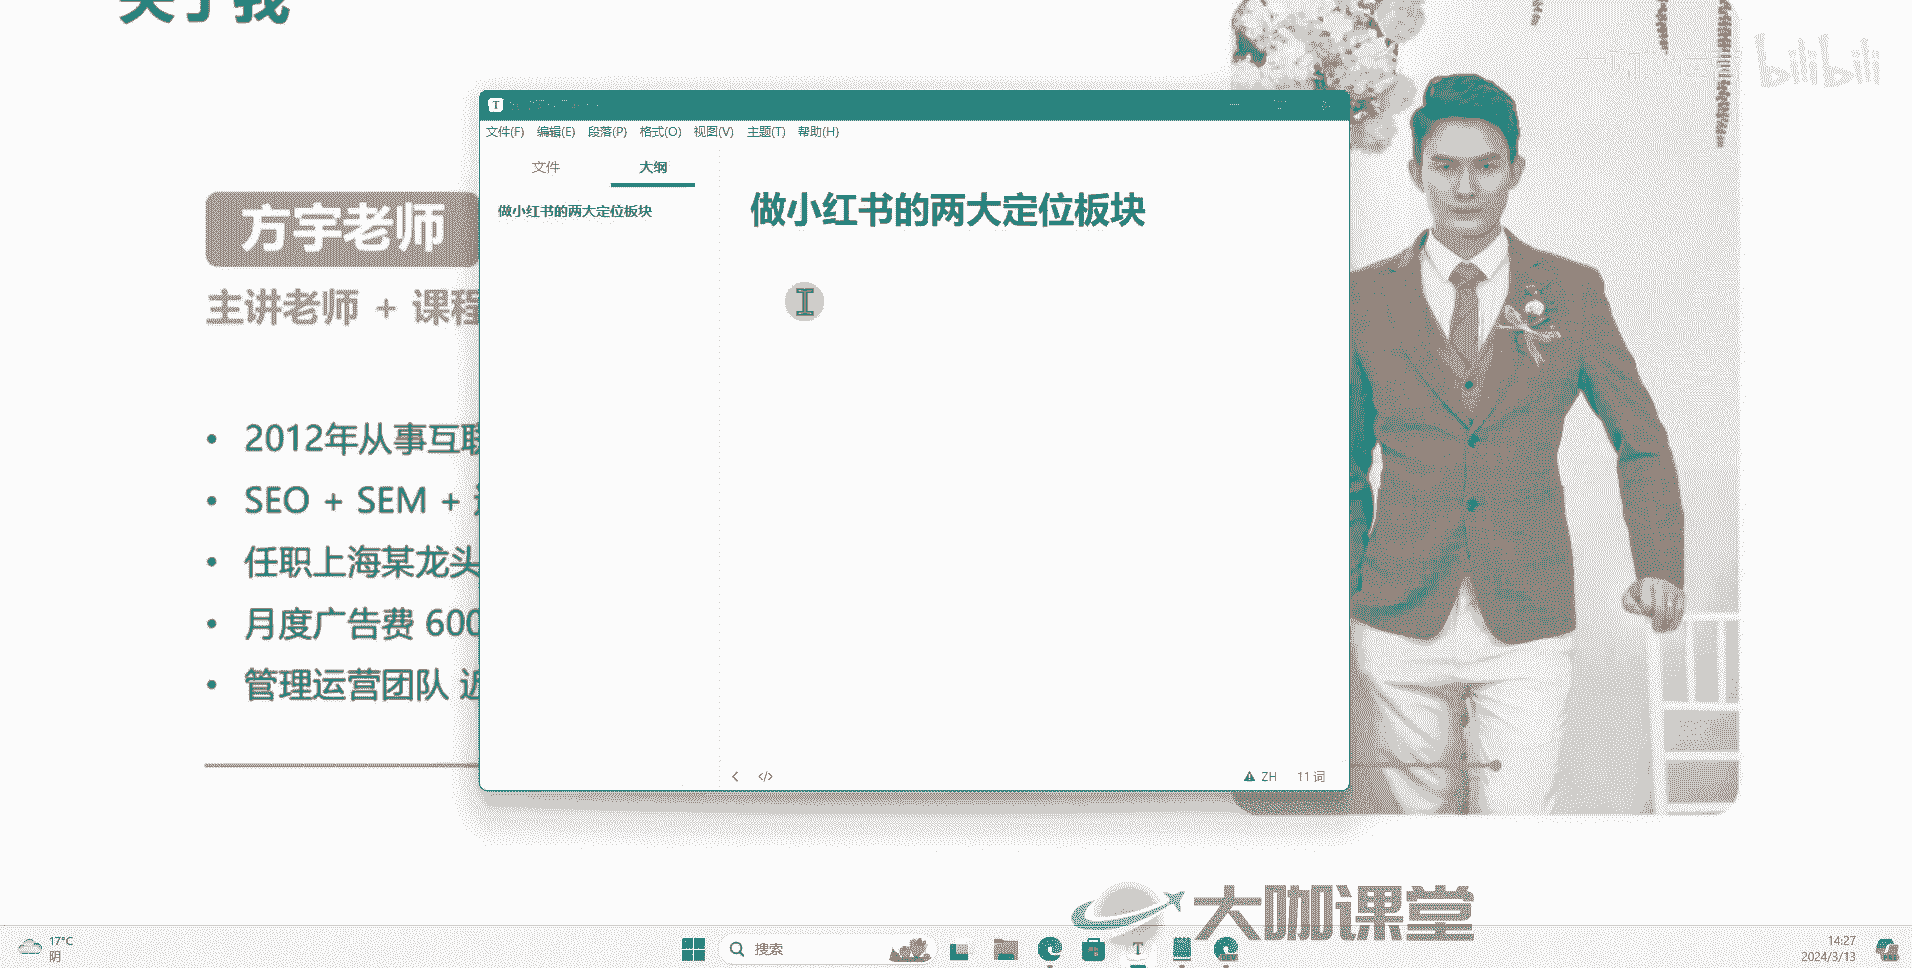 关于我
bilibili
T
文件(F) 编辑(E) 段落(P) 格式(O) 视图(V) 主题(T) 帮助(H)
文件 大纲
做小红书的两大定位板块
做小红书的两大定位板块
方宇老师
主讲老师 + 课程
2012年从事互联
SEO + SEM +
任职上海某龙头
月度广告费 600
管理运营团队 近
</>
ZH 11 词
大咖课堂
17°C
阴
搜索
T
14:27
2024/3/13